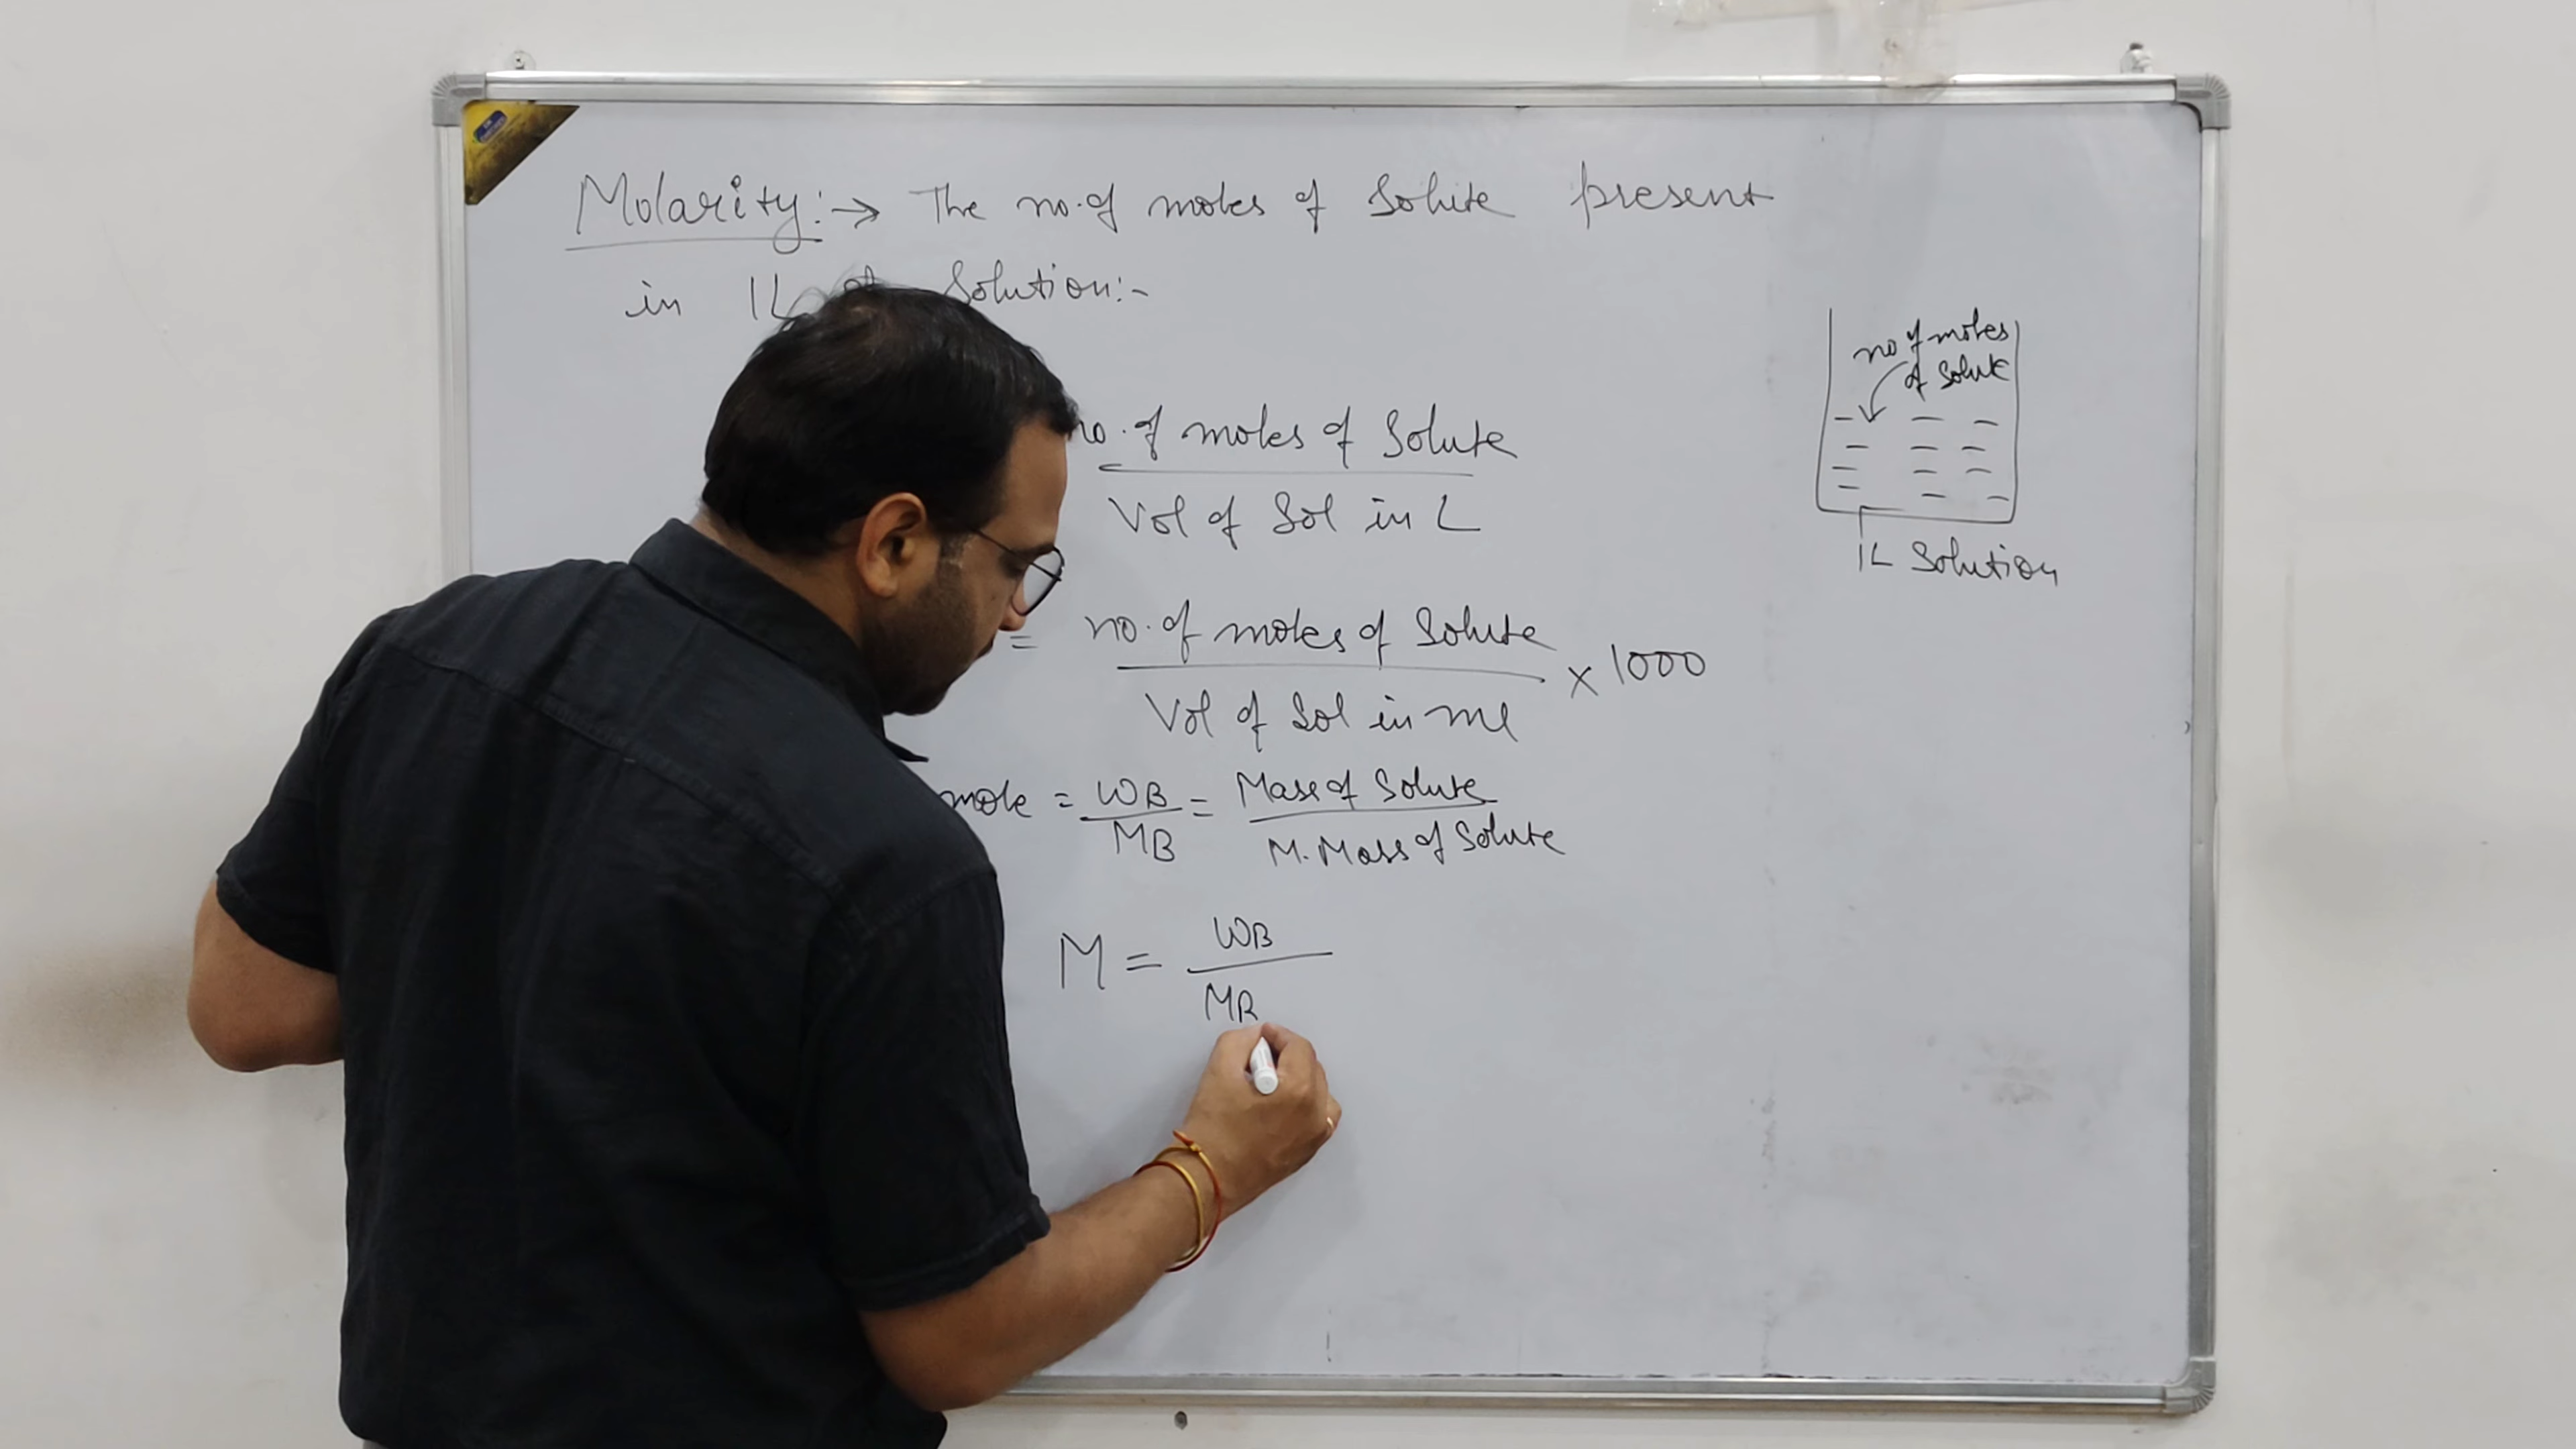 Molarity:→ The no. of moles of Solute present
in 1L of Solution:-
no of moles
of Solute
1L Solution
no. of moles of Solute
Vol of Sol in L
= no. of moles of Solute
Vol of Sol in ml
× 1000
mole = WB = Mass of Solute
MB M. Mass of Solute
M = WB
MB